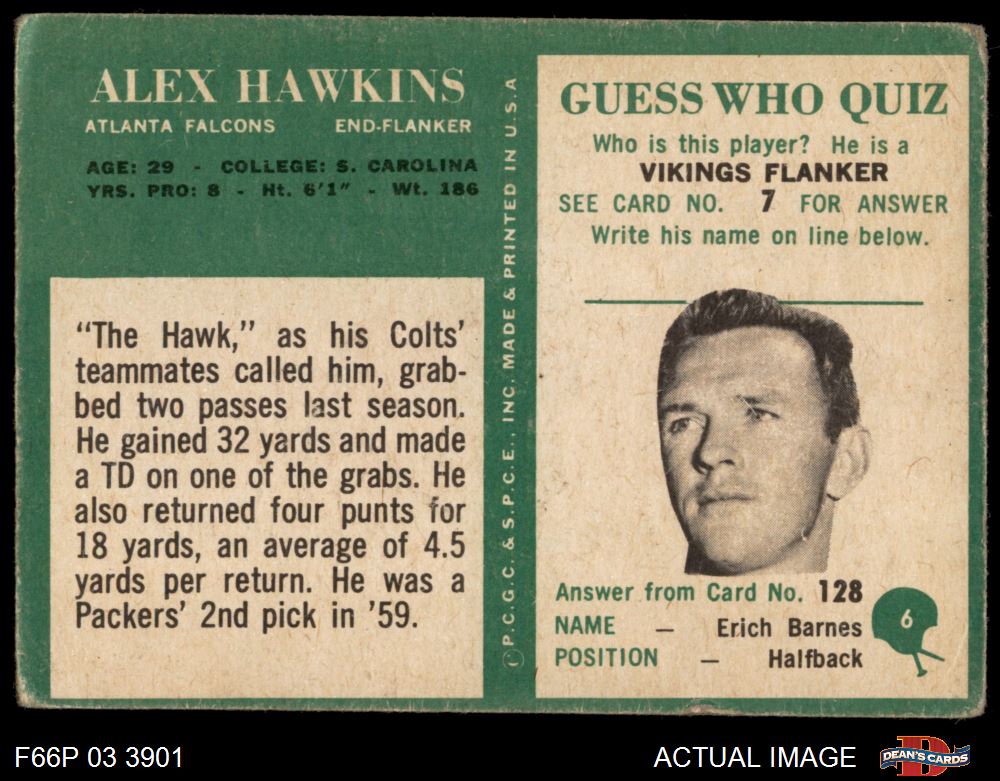 ALEX HAWKINS
ATLANTA FALCONS END-FLANKER
AGE: 29 - COLLEGE: S. CAROLINA
YRS. PRO: 8 - Ht. 6'1" - Wt. 186
"The Hawk," as his Colts'
teammates called him, grab-
bed two passes last season.
He gained 32 yards and made
a TD on one of the grabs. He
also returned four punts for
18 yards, an average of 4.5
yards per return. He was a
Packers' 2nd pick in '59.
© P.C.G.C. & S.P.C.E., INC. MADE & PRINTED IN U.S.A
GUESS WHO QUIZ
Who is this player? He is a
VIKINGS FLANKER
SEE CARD NO. 7 FOR ANSWER
Write his name on line below.
Answer from Card No. 128
NAME — Erich Barnes
POSITION — Halfback
6
F66P 03 3901
ACTUAL IMAGE
D
DEAN'S CARDS